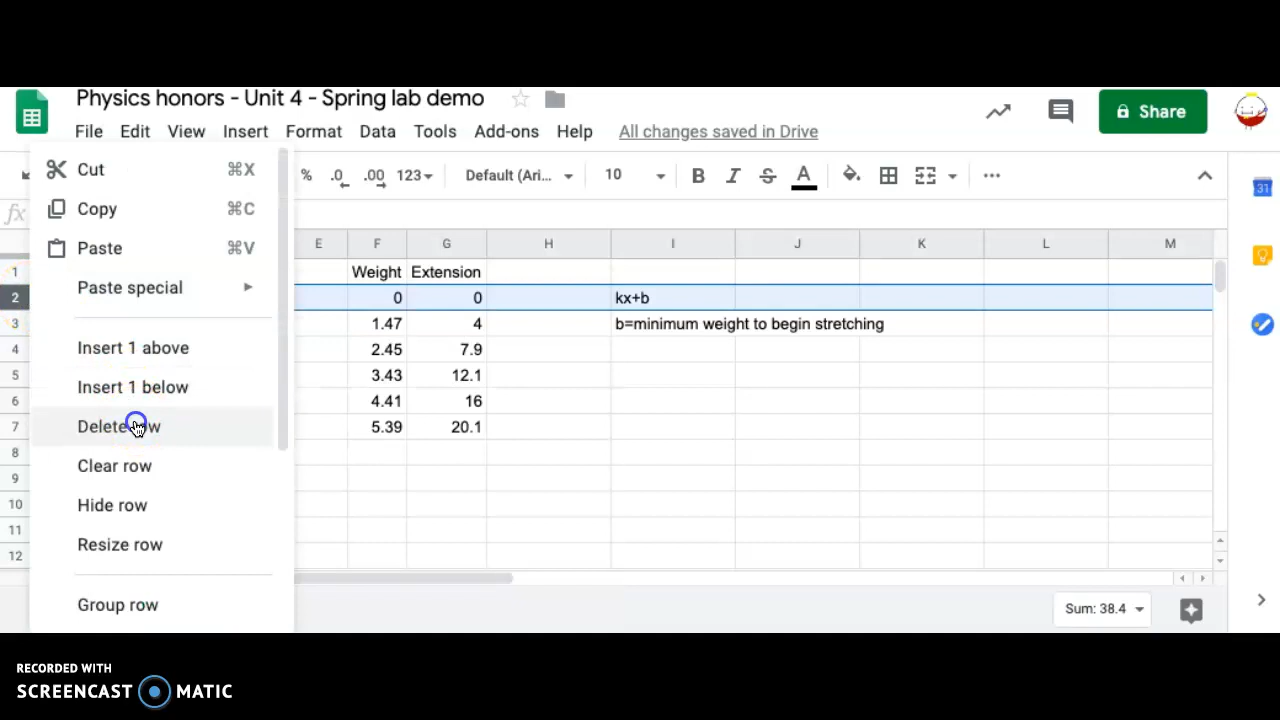 Physics honors - Unit 4 - Spring lab demo
File Edit View Insert Format Data Tools Add-ons Help All changes saved in Drive
Share
Cut ⌘X
Copy ⌘C
Paste ⌘V
Paste special
Insert 1 above
Insert 1 below
Delete row
Clear row
Hide row
Resize row
Group row
% .0 .00 123 Default (Ari... 10 B I S A ...
fx
31
E F G H I J K L M
1 Weight Extension
2 0 0 kx+b
3 1.47 4 b=minimum weight to begin stretching
4 2.45 7.9
5 3.43 12.1
6 4.41 16
7 5.39 20.1
8
9
10
11
12
Sum: 38.4
RECORDED WITH
SCREENCAST MATIC